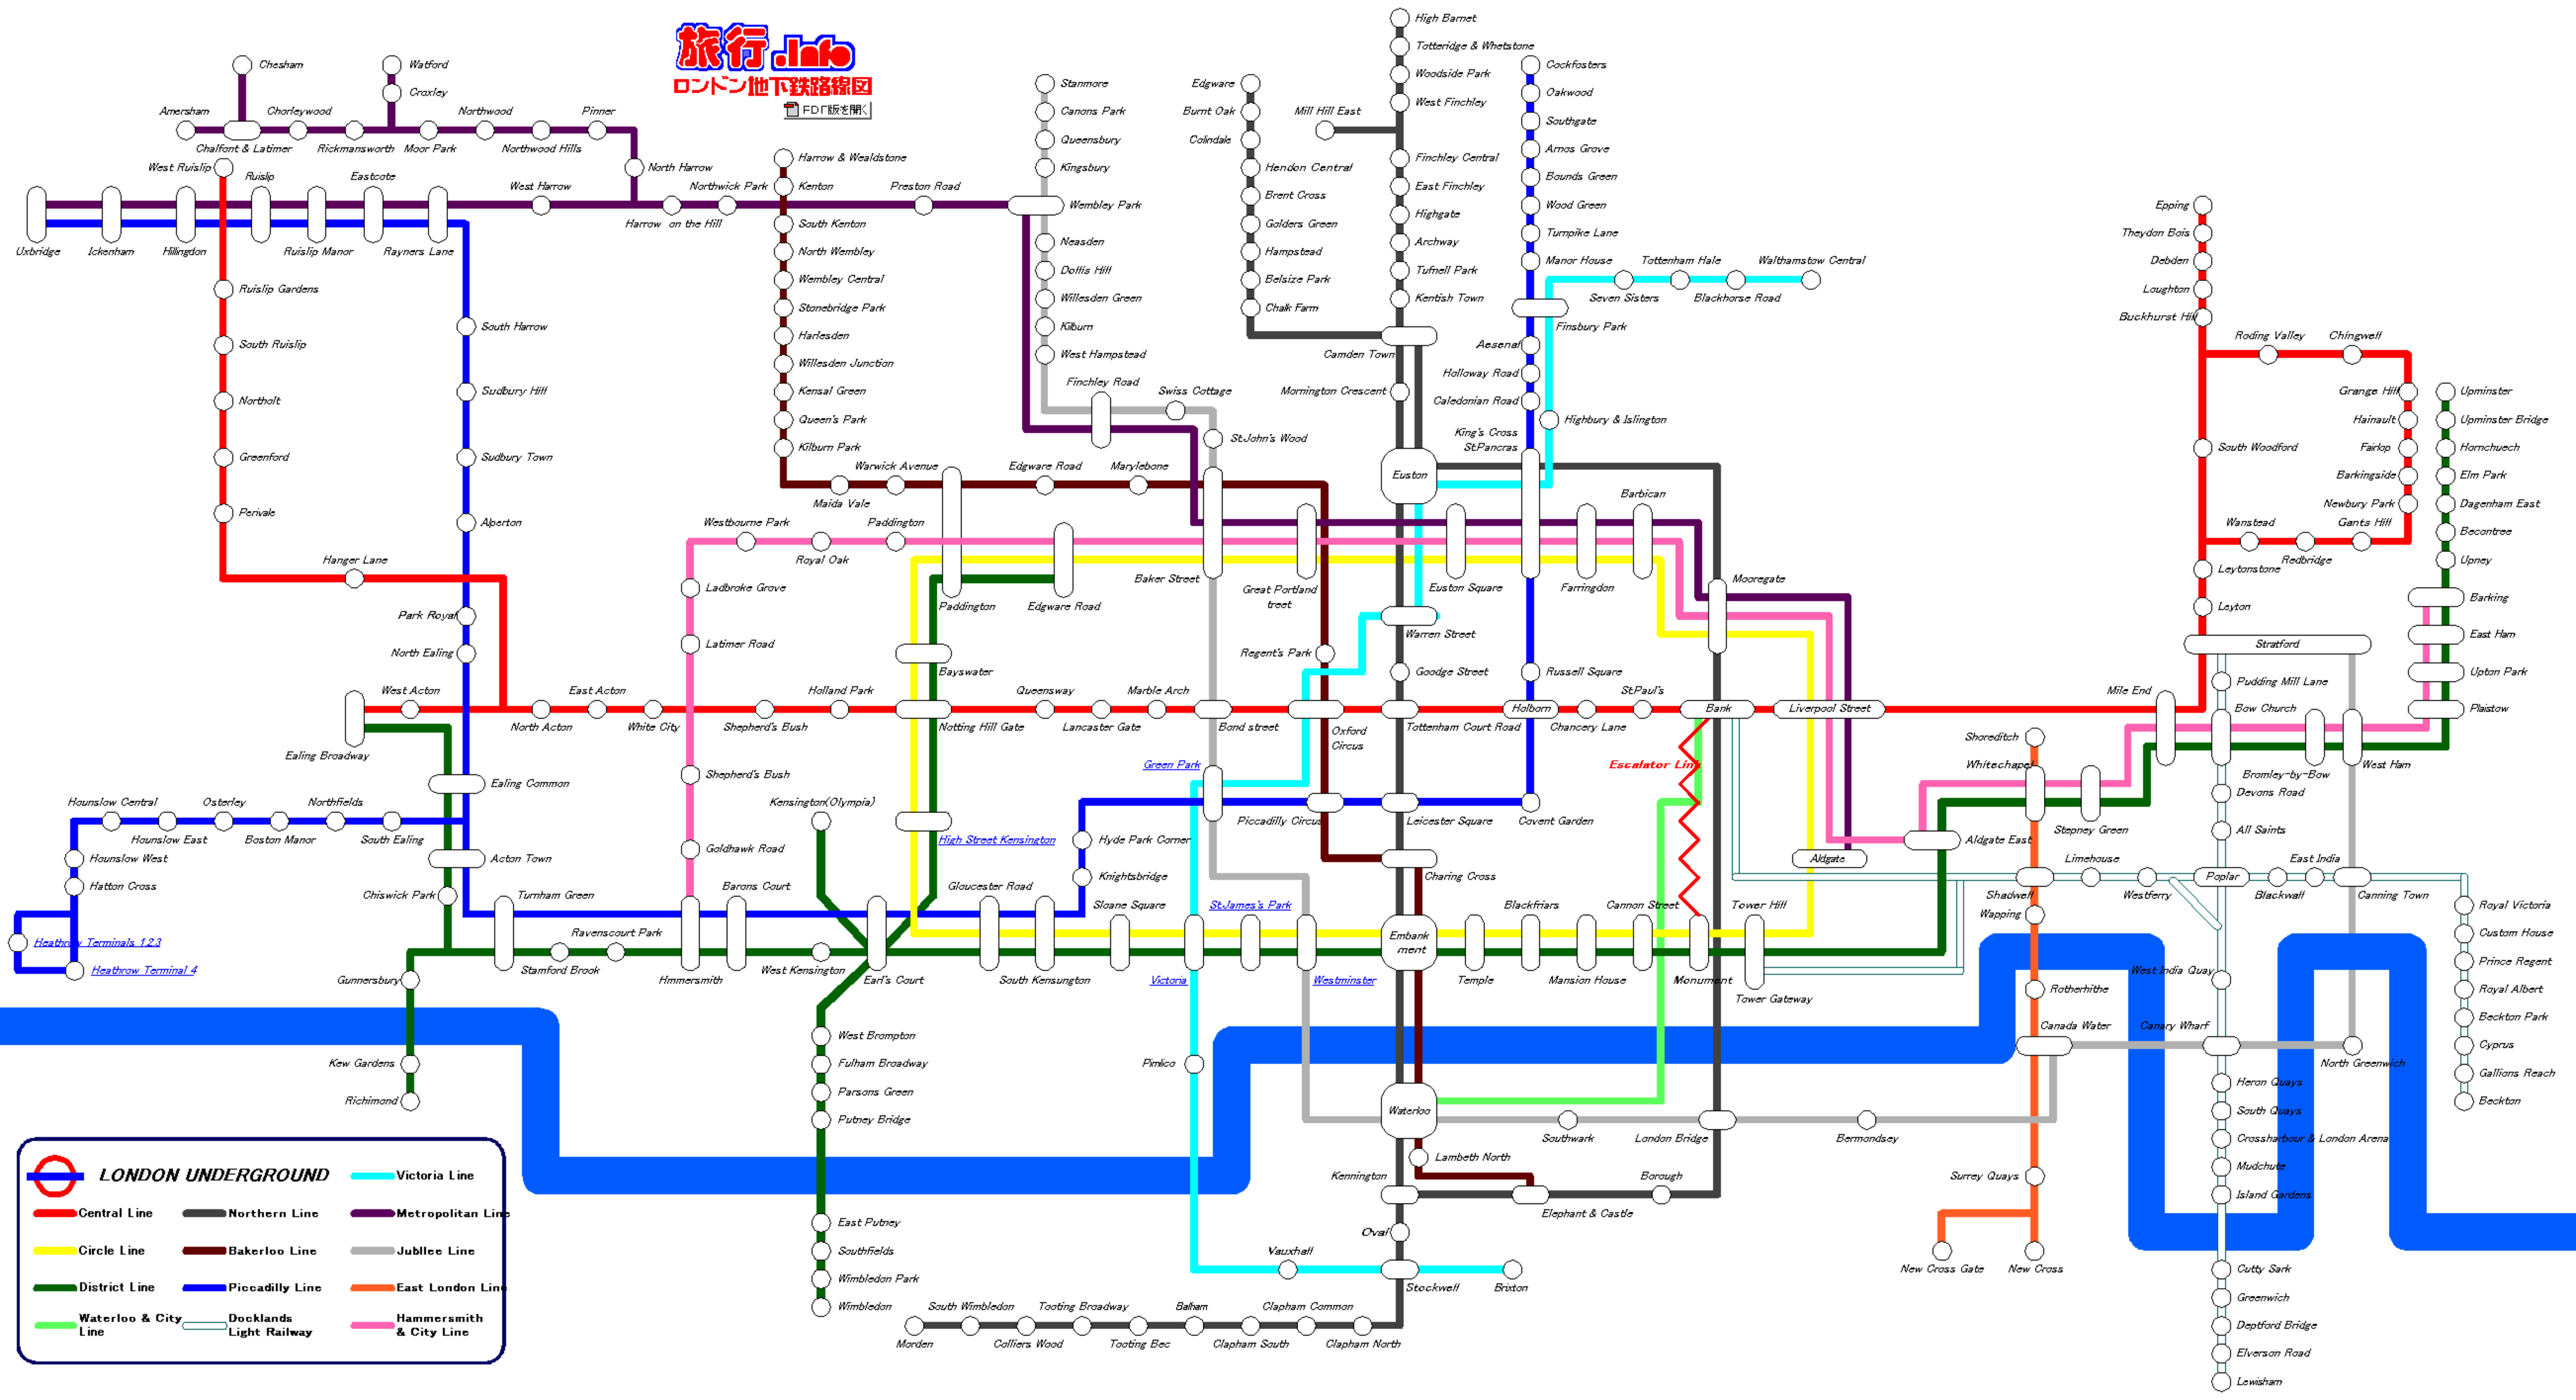 旅行.Info
ロンドン地下鉄路線図
PDF版を開く
High Barnet
Totteridge & Whetstone
Woodside Park
West Finchley
Mill Hill East
Finchley Central
East Finchley
Highgate
Archway
Tufnell Park
Kentish Town
Camden Town
Mornington Crescent
Euston
Chesham
Watford
Croxley
Amersham
Chorleywood
Northwood
Pinner
Chalfont & Latimer
Rickmansworth
Moor Park
Northwood Hills
West Ruislip
Ruislip
Eastcote
West Harrow
North Harrow
Northwick Park
Preston Road
Harrow on the Hill
Uxbridge
Ickenham
Hillingdon
Ruislip Manor
Rayners Lane
Harrow & Wealdstone
Kenton
South Kenton
North Wembley
Wembley Central
Stonebridge Park
Harlesden
Willesden Junction
Kensal Green
Queen's Park
Kilburn Park
Stanmore
Canons Park
Queensbury
Kingsbury
Wembley Park
Neasden
Dollis Hill
Willesden Green
Kilburn
West Hampstead
Finchley Road
Swiss Cottage
St.John's Wood
Edgware
Burnt Oak
Colindale
Hendon Central
Brent Cross
Golders Green
Hampstead
Belsize Park
Chalk Farm
Cockfosters
Oakwood
Southgate
Arnos Grove
Bounds Green
Wood Green
Turnpike Lane
Manor House
Finsbury Park
Aesenal
Holloway Road
Caledonian Road
King's Cross
St.Pancras
Seven Sisters
Tottenham Hale
Blackhorse Road
Walthamstow Central
Highbury & Islington
Epping
Theydon Bois
Debden
Loughton
Buckhurst Hill
Roding Valley
Chingwell
Grange Hill
Hainault
Fairlop
Barkingside
Newbury Park
Gants Hill
Redbridge
Wanstead
South Woodford
Leytonstone
Leyton
Stratford
Upminster
Upminster Bridge
Hornchuech
Elm Park
Dagenham East
Becontree
Upney
Barking
East Ham
Upton Park
Plaistow
Ruislip Gardens
South Ruislip
Northolt
Greenford
Perivale
Hanger Lane
South Harrow
Sudbury Hill
Sudbury Town
Alperton
Park Royal
North Ealing
Warwick Avenue
Maida Vale
Edgware Road
Marylebone
Westbourne Park
Royal Oak
Paddington
Paddington
Edgware Road
Baker Street
Great Portland
treet
Euston Square
Farringdon
Barbican
Mooregate
Ladbroke Grove
Latimer Road
Bayswater
Regent's Park
Warren Street
Goodge Street
Russell Square
West Acton
East Acton
Holland Park
Queensway
Marble Arch
St.Paul's
Ealing Broadway
North Acton
White City
Shepherd's Bush
Notting Hill Gate
Lancaster Gate
Bond street
Oxford
Circus
Tottenham Court Road
Holborn
Chancery Lane
Bank
Liverpool Street
Mile End
Pudding Mill Lane
Bow Church
Bromley-by-Bow
West Ham
Devons Road
All Saints
Escalator Link
Shoreditch
Whitechapel
Stepney Green
Aldgate East
Aldgate
Ealing Common
Acton Town
Shepherd's Bush
Goldhawk Road
Kensington(Olympia)
High Street Kensington
Green Park
Hyde Park Corner
Knightsbridge
Piccadilly Circus
Leicester Square
Covent Garden
Charing Cross
Hounslow Central
Hounslow East
Osterley
Boston Manor
Northfields
South Ealing
Hounslow West
Hatton Cross
Heathrow Terminals 1,2,3
Heathrow Terminal 4
Chiswick Park
Turnham Green
Stamford Brook
Ravenscourt Park
Hmmersmith
Barons Court
West Kensington
Earl's Court
Gloucester Road
South Kensungton
Sloane Square
Victoria
St.James's Park
Westminster
Embank
ment
Temple
Blackfriars
Mansion House
Cannon Street
Monument
Tower Hill
Tower Gateway
Shadwell
Limehouse
Westferry
Poplar
Blackwall
East India
Canning Town
Royal Victoria
Custom House
Prince Regent
Royal Albert
Beckton Park
Cyprus
Gallions Reach
Beckton
Wapping
Rotherhithe
Canada Water
Surrey Quays
New Cross Gate
New Cross
West India Quay
Canary Wharf
North Greenwich
Heron Quays
South Quays
Crossharbour & London Arena
Mudchute
Island Gardens
Cutty Sark
Greenwich
Deptford Bridge
Elverson Road
Lewisham
Gunnersbury
Kew Gardens
Richimond
West Brompton
Fulham Broadway
Parsons Green
Putney Bridge
East Putney
Southfields
Wimbledon Park
Wimbledon
Pimlico
Waterloo
Southwark
London Bridge
Bermondsey
Lambeth North
Kennington
Elephant & Castle
Borough
Oval
Vauxhall
Stockwell
Brixton
South Wimbledon
Tooting Broadway
Balham
Clapham Common
Morden
Colliers Wood
Tooting Bec
Clapham South
Clapham North
LONDON UNDERGROUND
Victoria Line
Central Line
Northern Line
Metropolitan Line
Circle Line
Bakerloo Line
Jubllee Line
District Line
Piccadilly Line
East London Line
Waterloo & City
Line
Docklands
Light Railway
Hammersmith
& City Line